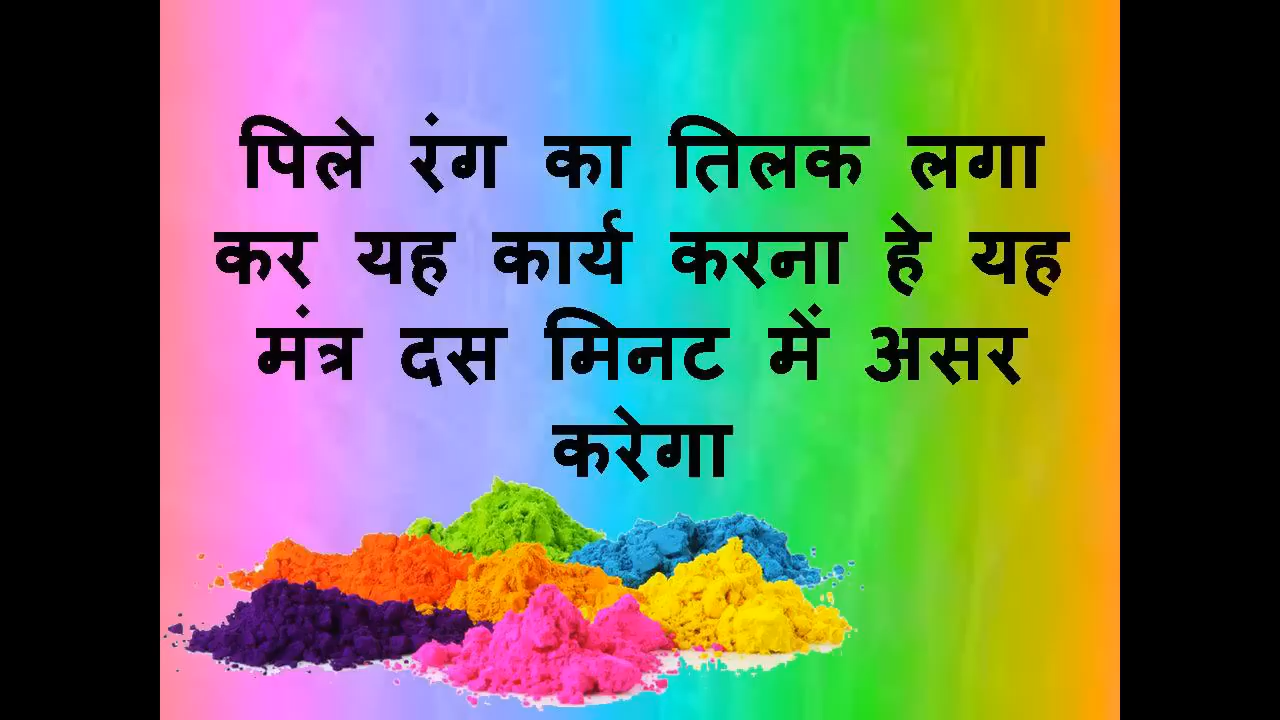 पिले रंग का तिलक लगा
कर यह कार्य करना हे यह
मंत्र दस मिनट में असर
करेगा